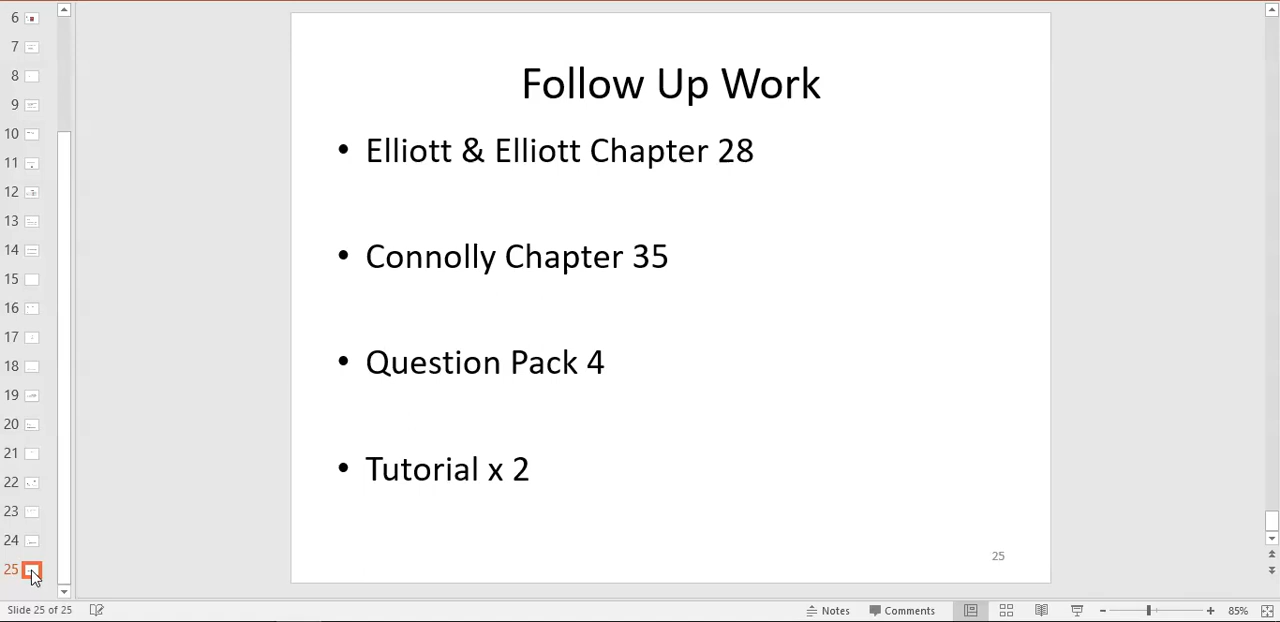 6
7
8
9
10
11
12
13
14
15
16
17
18
19
20
21
22
23
24
25
Follow Up Work
• Elliott & Elliott Chapter 28
• Connolly Chapter 35
• Question Pack 4
• Tutorial x 2
25
Slide 25 of 25
Notes
Comments
85%